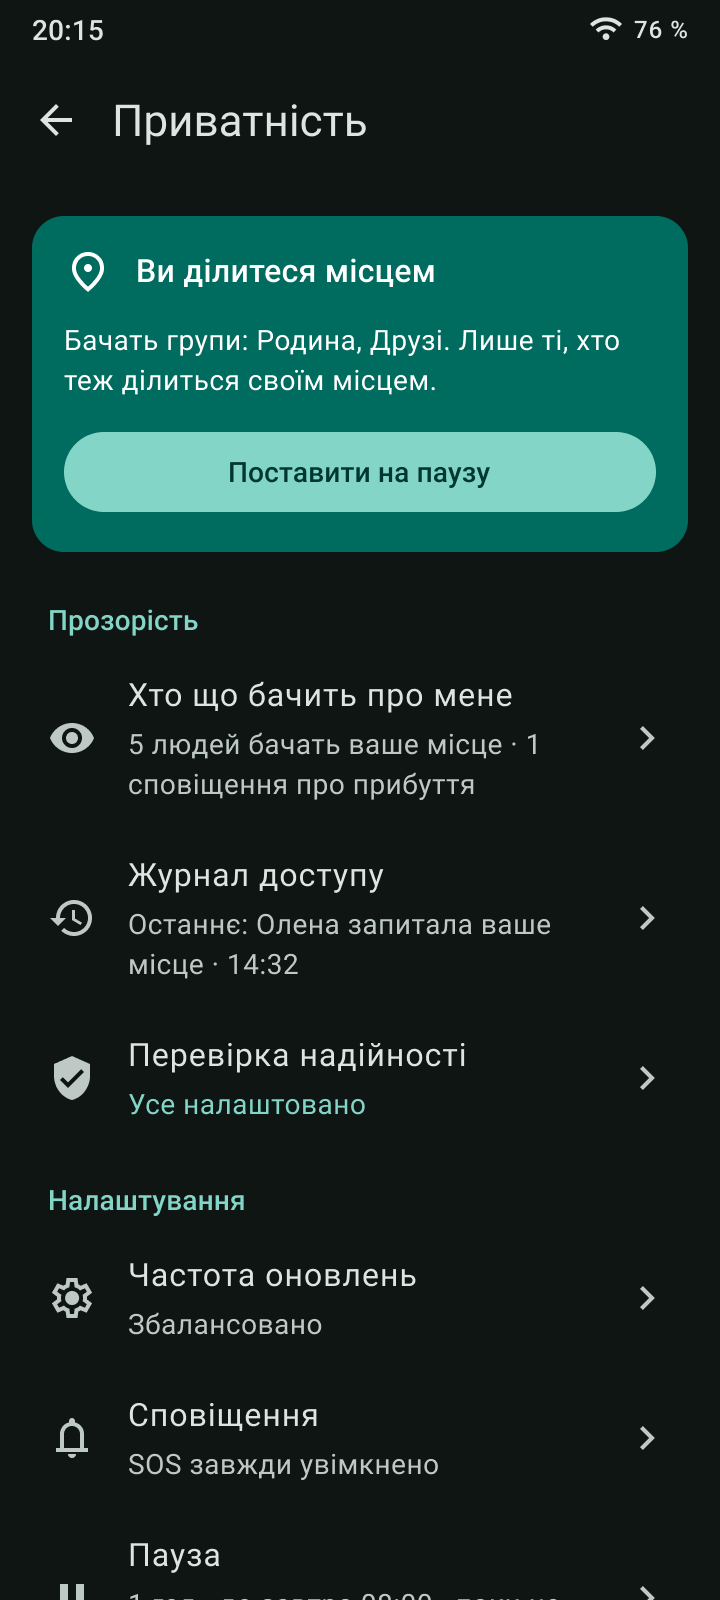 20:15
76 %
Приватність
Ви ділитеся місцем
Бачать групи: Родина, Друзі. Лише ті, хто
теж ділиться своїм місцем.
Поставити на паузу
Прозорість
Хто що бачить про мене
5 людей бачать ваше місце · 1
сповіщення про прибуття
Журнал доступу
Останнє: Олена запитала ваше
місце · 14:32
Перевірка надійності
Усе налаштовано
Налаштування
Частота оновлень
Збалансовано
Сповіщення
SOS завжди увімкнено
Пауза